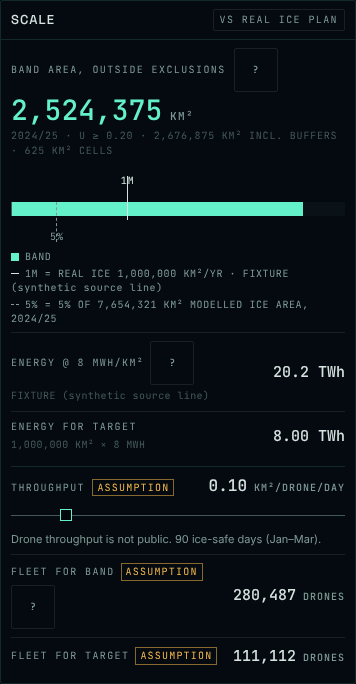 SCALE
VS REAL ICE PLAN
BAND AREA, OUTSIDE EXCLUSIONS ?
2,524,375 KM²
2024/25 · U ≥ 0.20 · 2,676,875 KM² INCL. BUFFERS
· 625 KM² CELLS
1M
5%
BAND
1M = REAL ICE 1,000,000 KM²/YR · FIXTURE
(synthetic source line)
5% = 5% OF 7,654,321 KM² MODELLED ICE AREA,
2024/25
ENERGY @ 8 MWH/KM² ?
20.2 TWh
FIXTURE (synthetic source line)
ENERGY FOR TARGET
8.00 TWh
1,000,000 KM² × 8 MWH
THROUGHPUT ASSUMPTION 0.10 KM²/DRONE/DAY
Drone throughput is not public. 90 ice-safe days (Jan–Mar).
FLEET FOR BAND ASSUMPTION
?
280,487 DRONES
FLEET FOR TARGET ASSUMPTION 111,112 DRONES